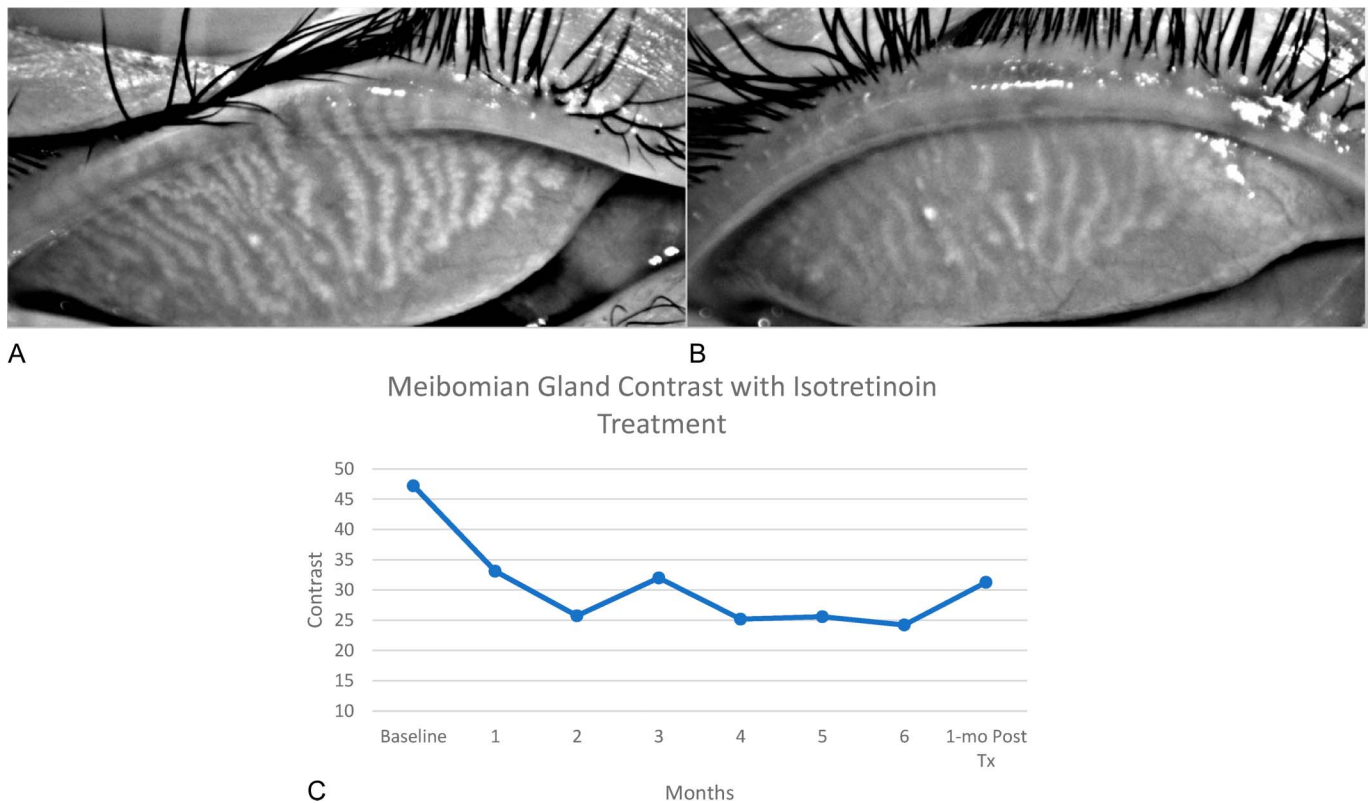 A
B
Meibomian Gland Contrast with Isotretinoin
Treatment
Contrast
50
45
40
35
30
25
20
15
10
Baseline
1
2
3
4
5
6
1-mo Post
Tx
C
Months